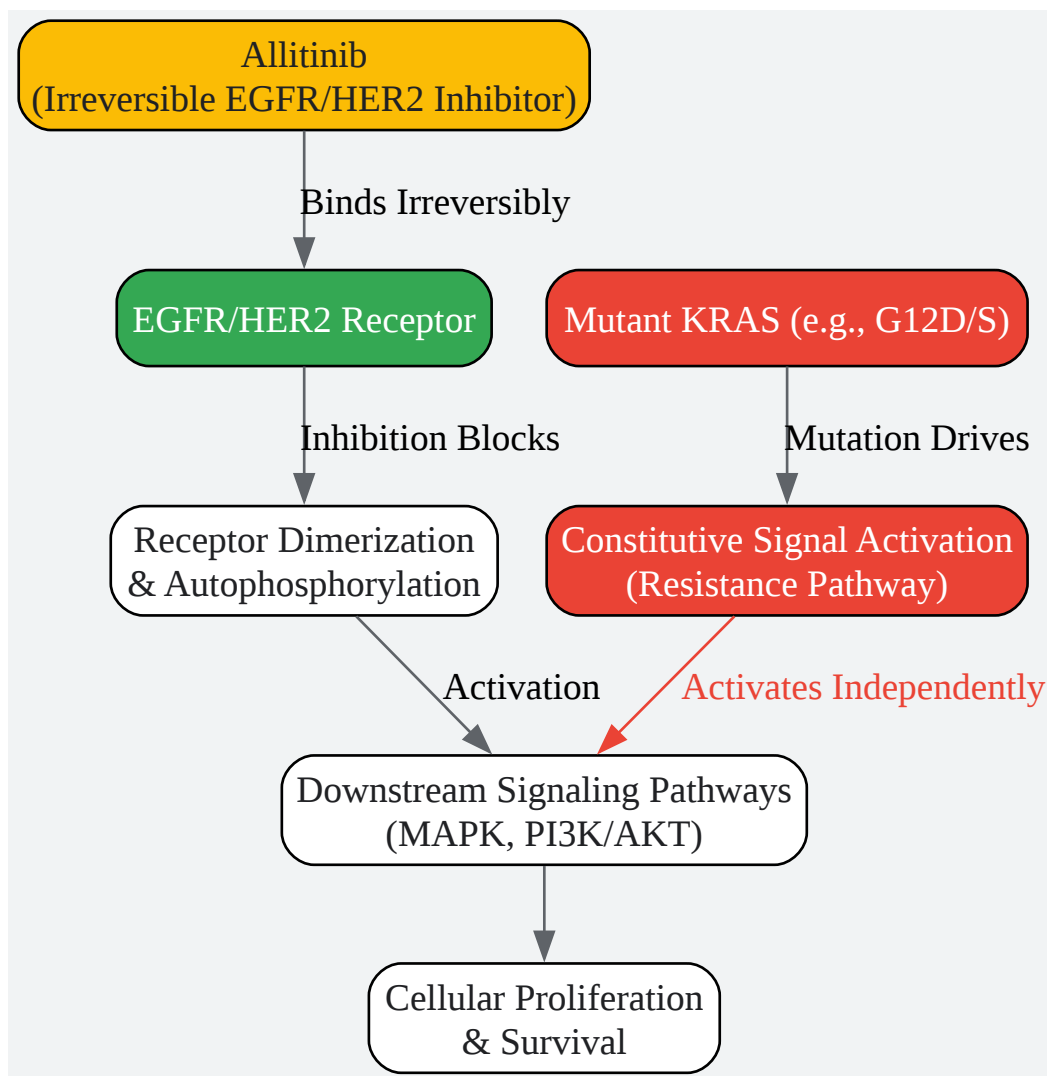 Allitinib
(Irreversible EGFR/HER2 Inhibitor)
Binds Irreversibly
EGFR/HER2 Receptor
Mutant KRAS (e.g., G12D/S)
Inhibition Blocks
Mutation Drives
Receptor Dimerization
& Autophosphorylation
Constitutive Signal Activation
(Resistance Pathway)
Activation
Activates Independently
Downstream Signaling Pathways
(MAPK, PI3K/AKT)
Cellular Proliferation
& Survival